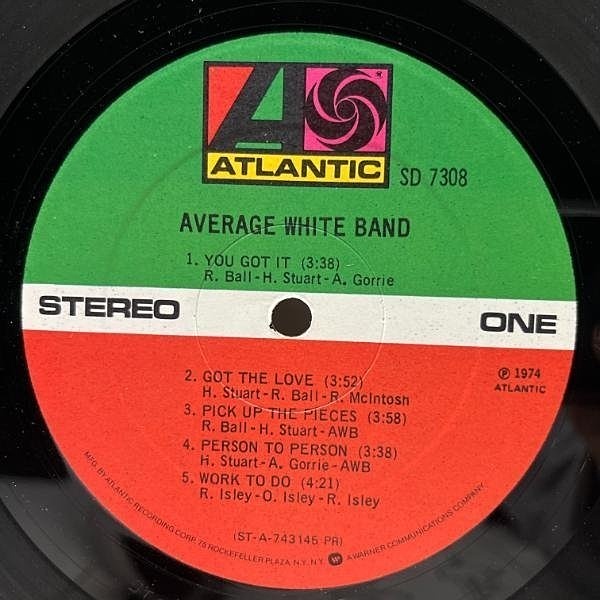 ATLANTIC
SD 7308
AVERAGE WHITE BAND
1. YOU GOT IT (3:38)
R. Ball-H. Stuart-A. Gorrie
STEREO
ONE
2. GOT THE LOVE (3:52)
H. Stuart-R. Ball-R. McIntosh
3. PICK UP THE PIECES (3:58)
R. Ball-H. Stuart-AWB
4. PERSON TO PERSON (3:38)
H. Stuart-A. Gorrie-AWB
5. WORK TO DO (4:21)
R. Isley-O. Isley-R. Isley
℗ 1974
ATLANTIC
(ST-A-743145-PR)
MFG. BY ATLANTIC RECORDING CORP. 75 ROCKEFELLER PLAZA, N.Y. N.Y. A WARNER COMMUNICATIONS COMPANY